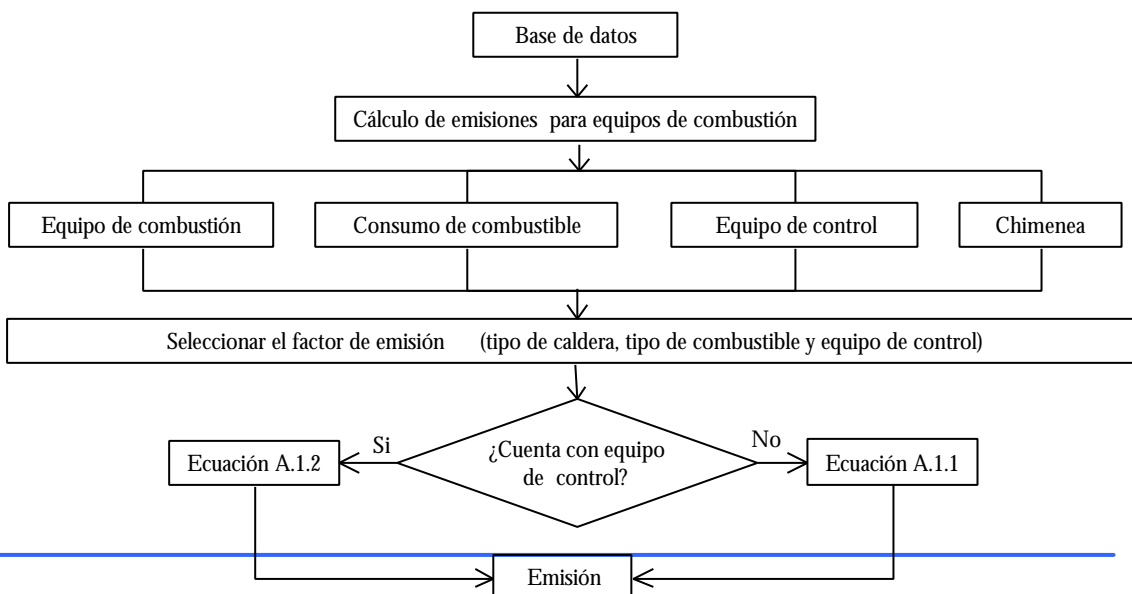 Base de datos
Cálculo de emisiones para equipos de combustión
Equipo de combustión
Consumo de combustible
Equipo de control
Chimenea
Seleccionar el factor de emisión (tipo de caldera, tipo de combustible y equipo de control)
Si
¿Cuenta con equipo
de control?
No
Ecuación A.1.2
Ecuación A.1.1
Emisión